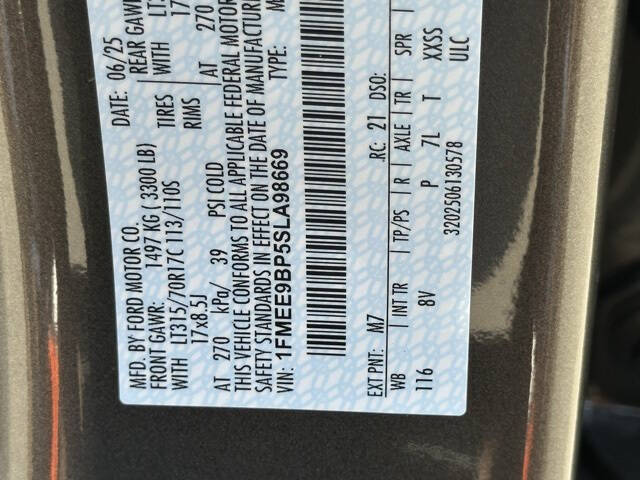 MFD. BY FORD MOTOR CO.
DATE: 06/25
FRONT GAWR: 1497 KG ( 3300 LB)
REAR GAWR
WITH LT315/70R17C 113/110S TIRES
WITH LT3
17x8.5J RIMS
17
AT 270 kPa/ 39 PSI COLD
AT 270
THIS VEHICLE CONFORMS TO ALL APPLICABLE FEDERAL MOTOR
SAFETY STANDARDS IN EFFECT ON THE DATE OF MANUFACTURE
VIN: 1FMEE9BP5SLA98669
TYPE: M
EXT PNT: M7 RC: 21 DSO:
WB INT TR TP/PS R AXLE TR SPR
116 8V P 7L T XXSS
3202506130578 ULC